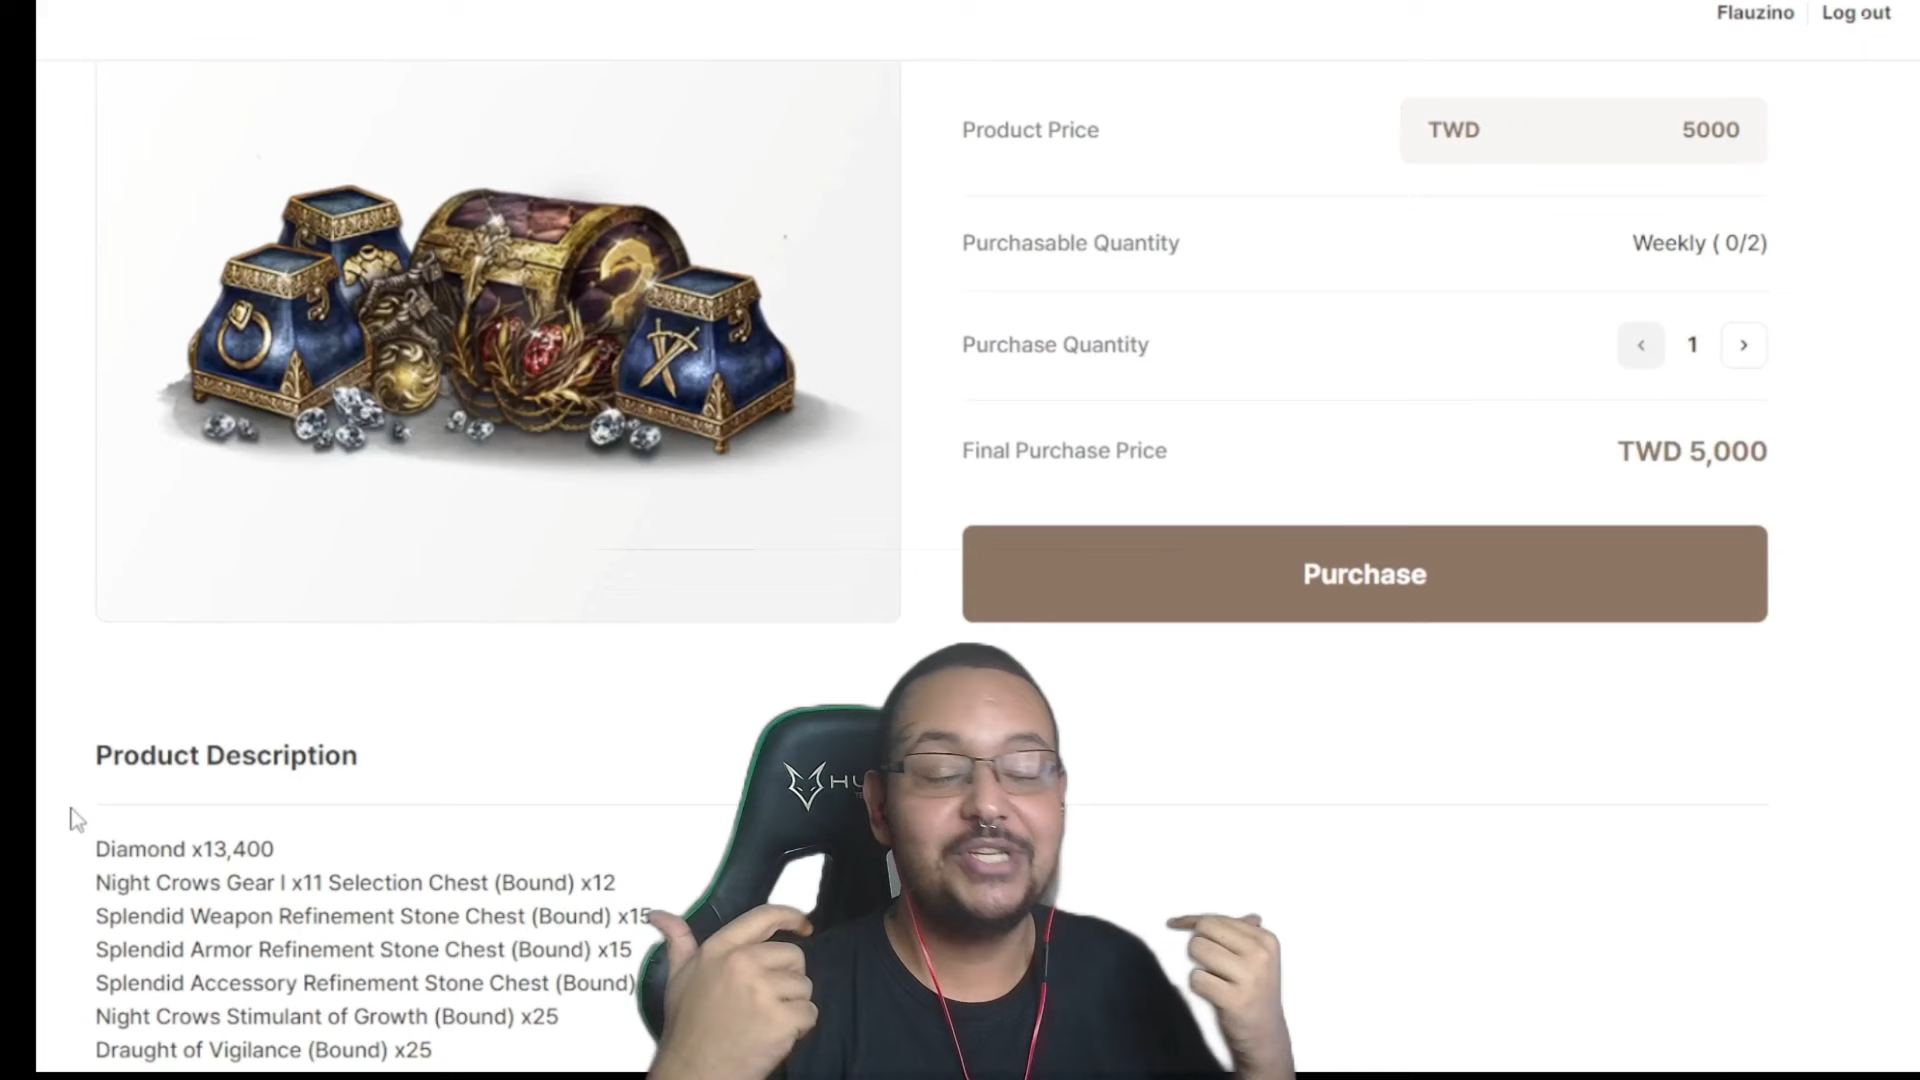 Flauzino Log out
Product Price TWD 5000
Purchasable Quantity Weekly ( 0/2)
Purchase Quantity ‹ 1 ›
Final Purchase Price TWD 5,000
Purchase
Product Description
Diamond x13,400
Night Crows Gear I x11 Selection Chest (Bound) x12
Splendid Weapon Refinement Stone Chest (Bound) x15
Splendid Armor Refinement Stone Chest (Bound) x15
Splendid Accessory Refinement Stone Chest (Bound)
Night Crows Stimulant of Growth (Bound) x25
Draught of Vigilance (Bound) x25